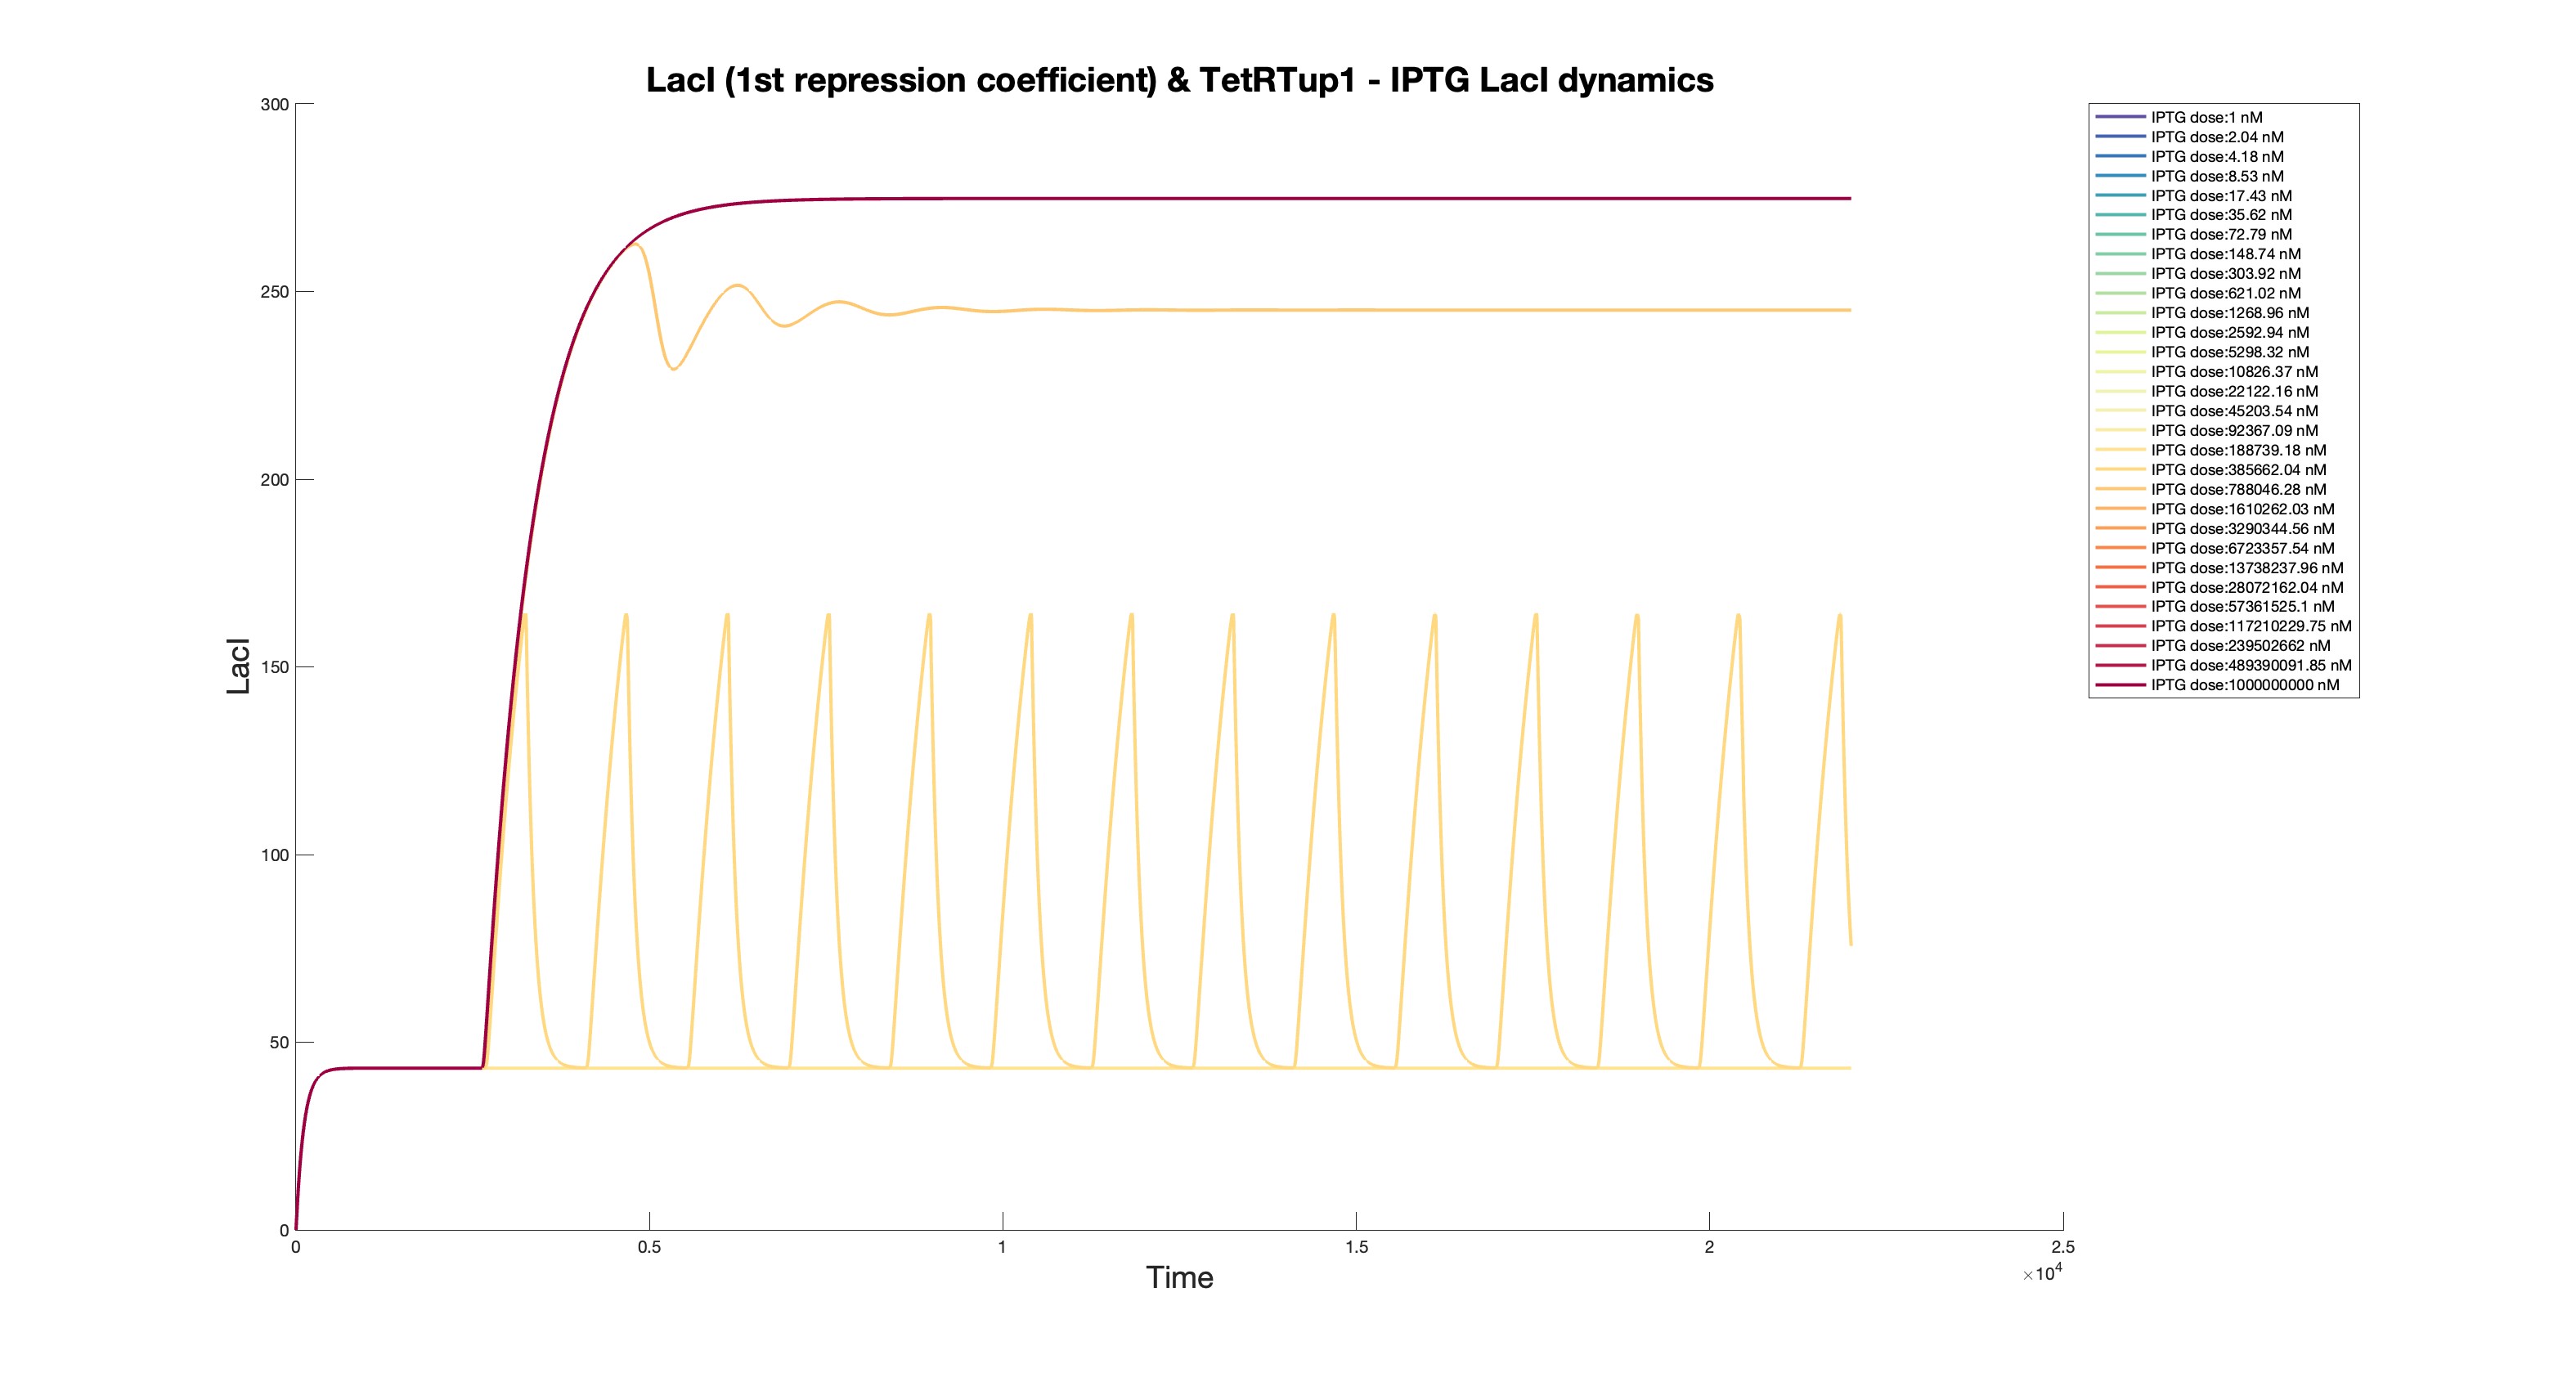 LacI (1st repression coefficient) & TetRTup1 - IPTG LacI dynamics
300
250
200
150
100
50
0
LacI
0
0.5
1
1.5
2
2.5
×10^4
Time
IPTG dose:1 nM
IPTG dose:2.04 nM
IPTG dose:4.18 nM
IPTG dose:8.53 nM
IPTG dose:17.43 nM
IPTG dose:35.62 nM
IPTG dose:72.79 nM
IPTG dose:148.74 nM
IPTG dose:303.92 nM
IPTG dose:621.02 nM
IPTG dose:1268.96 nM
IPTG dose:2592.94 nM
IPTG dose:5298.32 nM
IPTG dose:10826.37 nM
IPTG dose:22122.16 nM
IPTG dose:45203.54 nM
IPTG dose:92367.09 nM
IPTG dose:188739.18 nM
IPTG dose:385662.04 nM
IPTG dose:788046.28 nM
IPTG dose:1610262.03 nM
IPTG dose:3290344.56 nM
IPTG dose:6723357.54 nM
IPTG dose:13738237.96 nM
IPTG dose:28072162.04 nM
IPTG dose:57361525.1 nM
IPTG dose:117210229.75 nM
IPTG dose:239502662 nM
IPTG dose:489390091.85 nM
IPTG dose:1000000000 nM